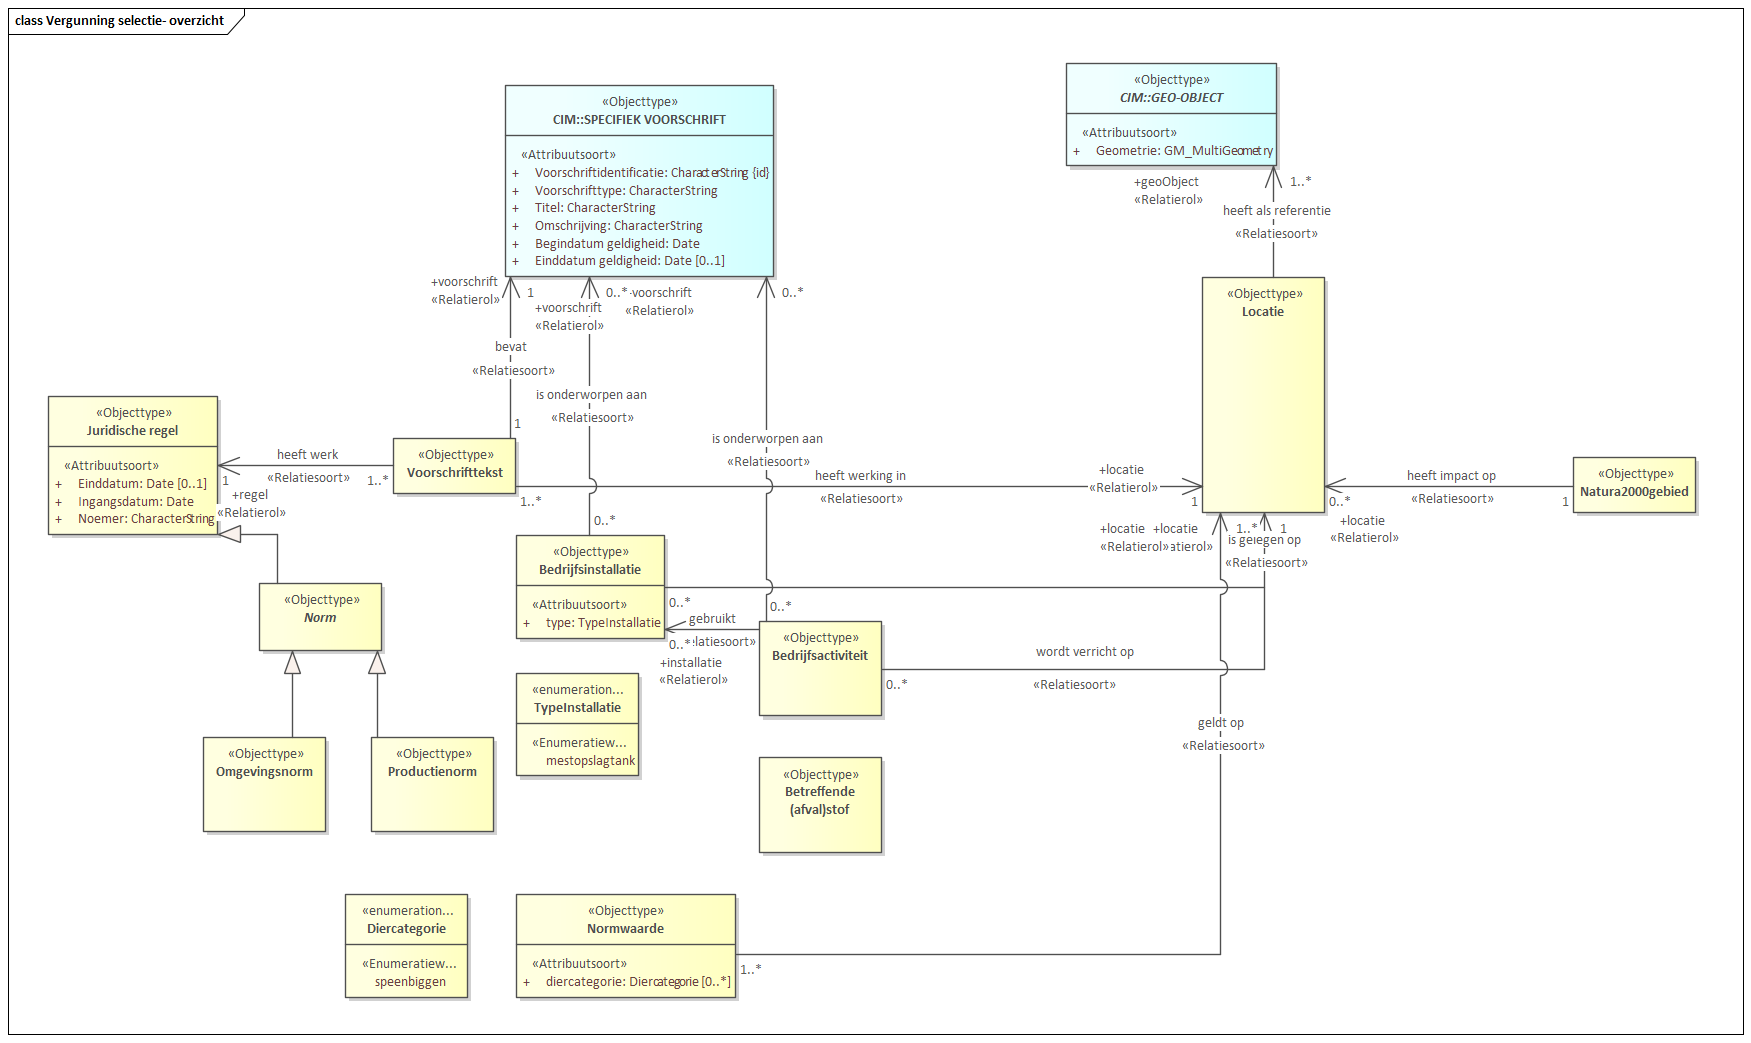 class Vergunning selectie- overzicht
«Objecttype»
CIM::SPECIFIEK VOORSCHRIFT
«Attribuutsoort»
+ Voorschriftidentificatie: CharacterString {id}
+ Voorschrifttype: CharacterString
+ Titel: CharacterString
+ Omschrijving: CharacterString
+ Begindatum geldigheid: Date
+ Einddatum geldigheid: Date [0..1]
«Objecttype»
CIM::GEO-OBJECT
«Attribuutsoort»
+ Geometrie: GM_MultiGeometry
+geoObject
«Relatierol»
1..*
heeft als referentie
«Relatiesoort»
+voorschrift
«Relatierol»
1
bevat
«Relatiesoort»
1
+voorschrift
«Relatierol»
0..*
is onderworpen aan
«Relatiesoort»
0..*
-voorschrift
«Relatierol»
0..*
is onderworpen aan
«Relatiesoort»
0..*
«Objecttype»
Locatie
«Objecttype»
Juridische regel
«Attribuutsoort»
+ Einddatum: Date [0..1]
+ Ingangsdatum: Date
+ Noemer: CharacterString
heeft werk
«Relatiesoort»
1
1..*
+regel
«Relatierol»
«Objecttype»
Voorschrifttekst
heeft werking in
«Relatiesoort»
1..*
+locatie
«Relatierol»
1
heeft impact op
«Relatiesoort»
0..*
1
+locatie
«Relatierol»
«Objecttype»
Natura2000gebied
+locatie
«Relatierol»
+locatie
atierol»
1..*
1
is gelegen op
«Relatiesoort»
«Objecttype»
Bedrijfsinstallatie
«Attribuutsoort»
+ type: TypeInstallatie
0..*
gebruikt
latiesoort»
0..*
+installatie
«Relatierol»
«Objecttype»
Bedrijfsactiviteit
0..*
wordt verricht op
«Relatiesoort»
«Objecttype»
Norm
«enumeration...
TypeInstallatie
«Enumeratiew...
mestopslagtank
geldt op
«Relatiesoort»
«Objecttype»
Omgevingsnorm
«Objecttype»
Productienorm
«Objecttype»
Betreffende
(afval)stof
«enumeration...
Diercategorie
«Enumeratiew...
speenbiggen
«Objecttype»
Normwaarde
«Attribuutsoort»
+ diercategorie: Diercategorie [0..*]
1..*